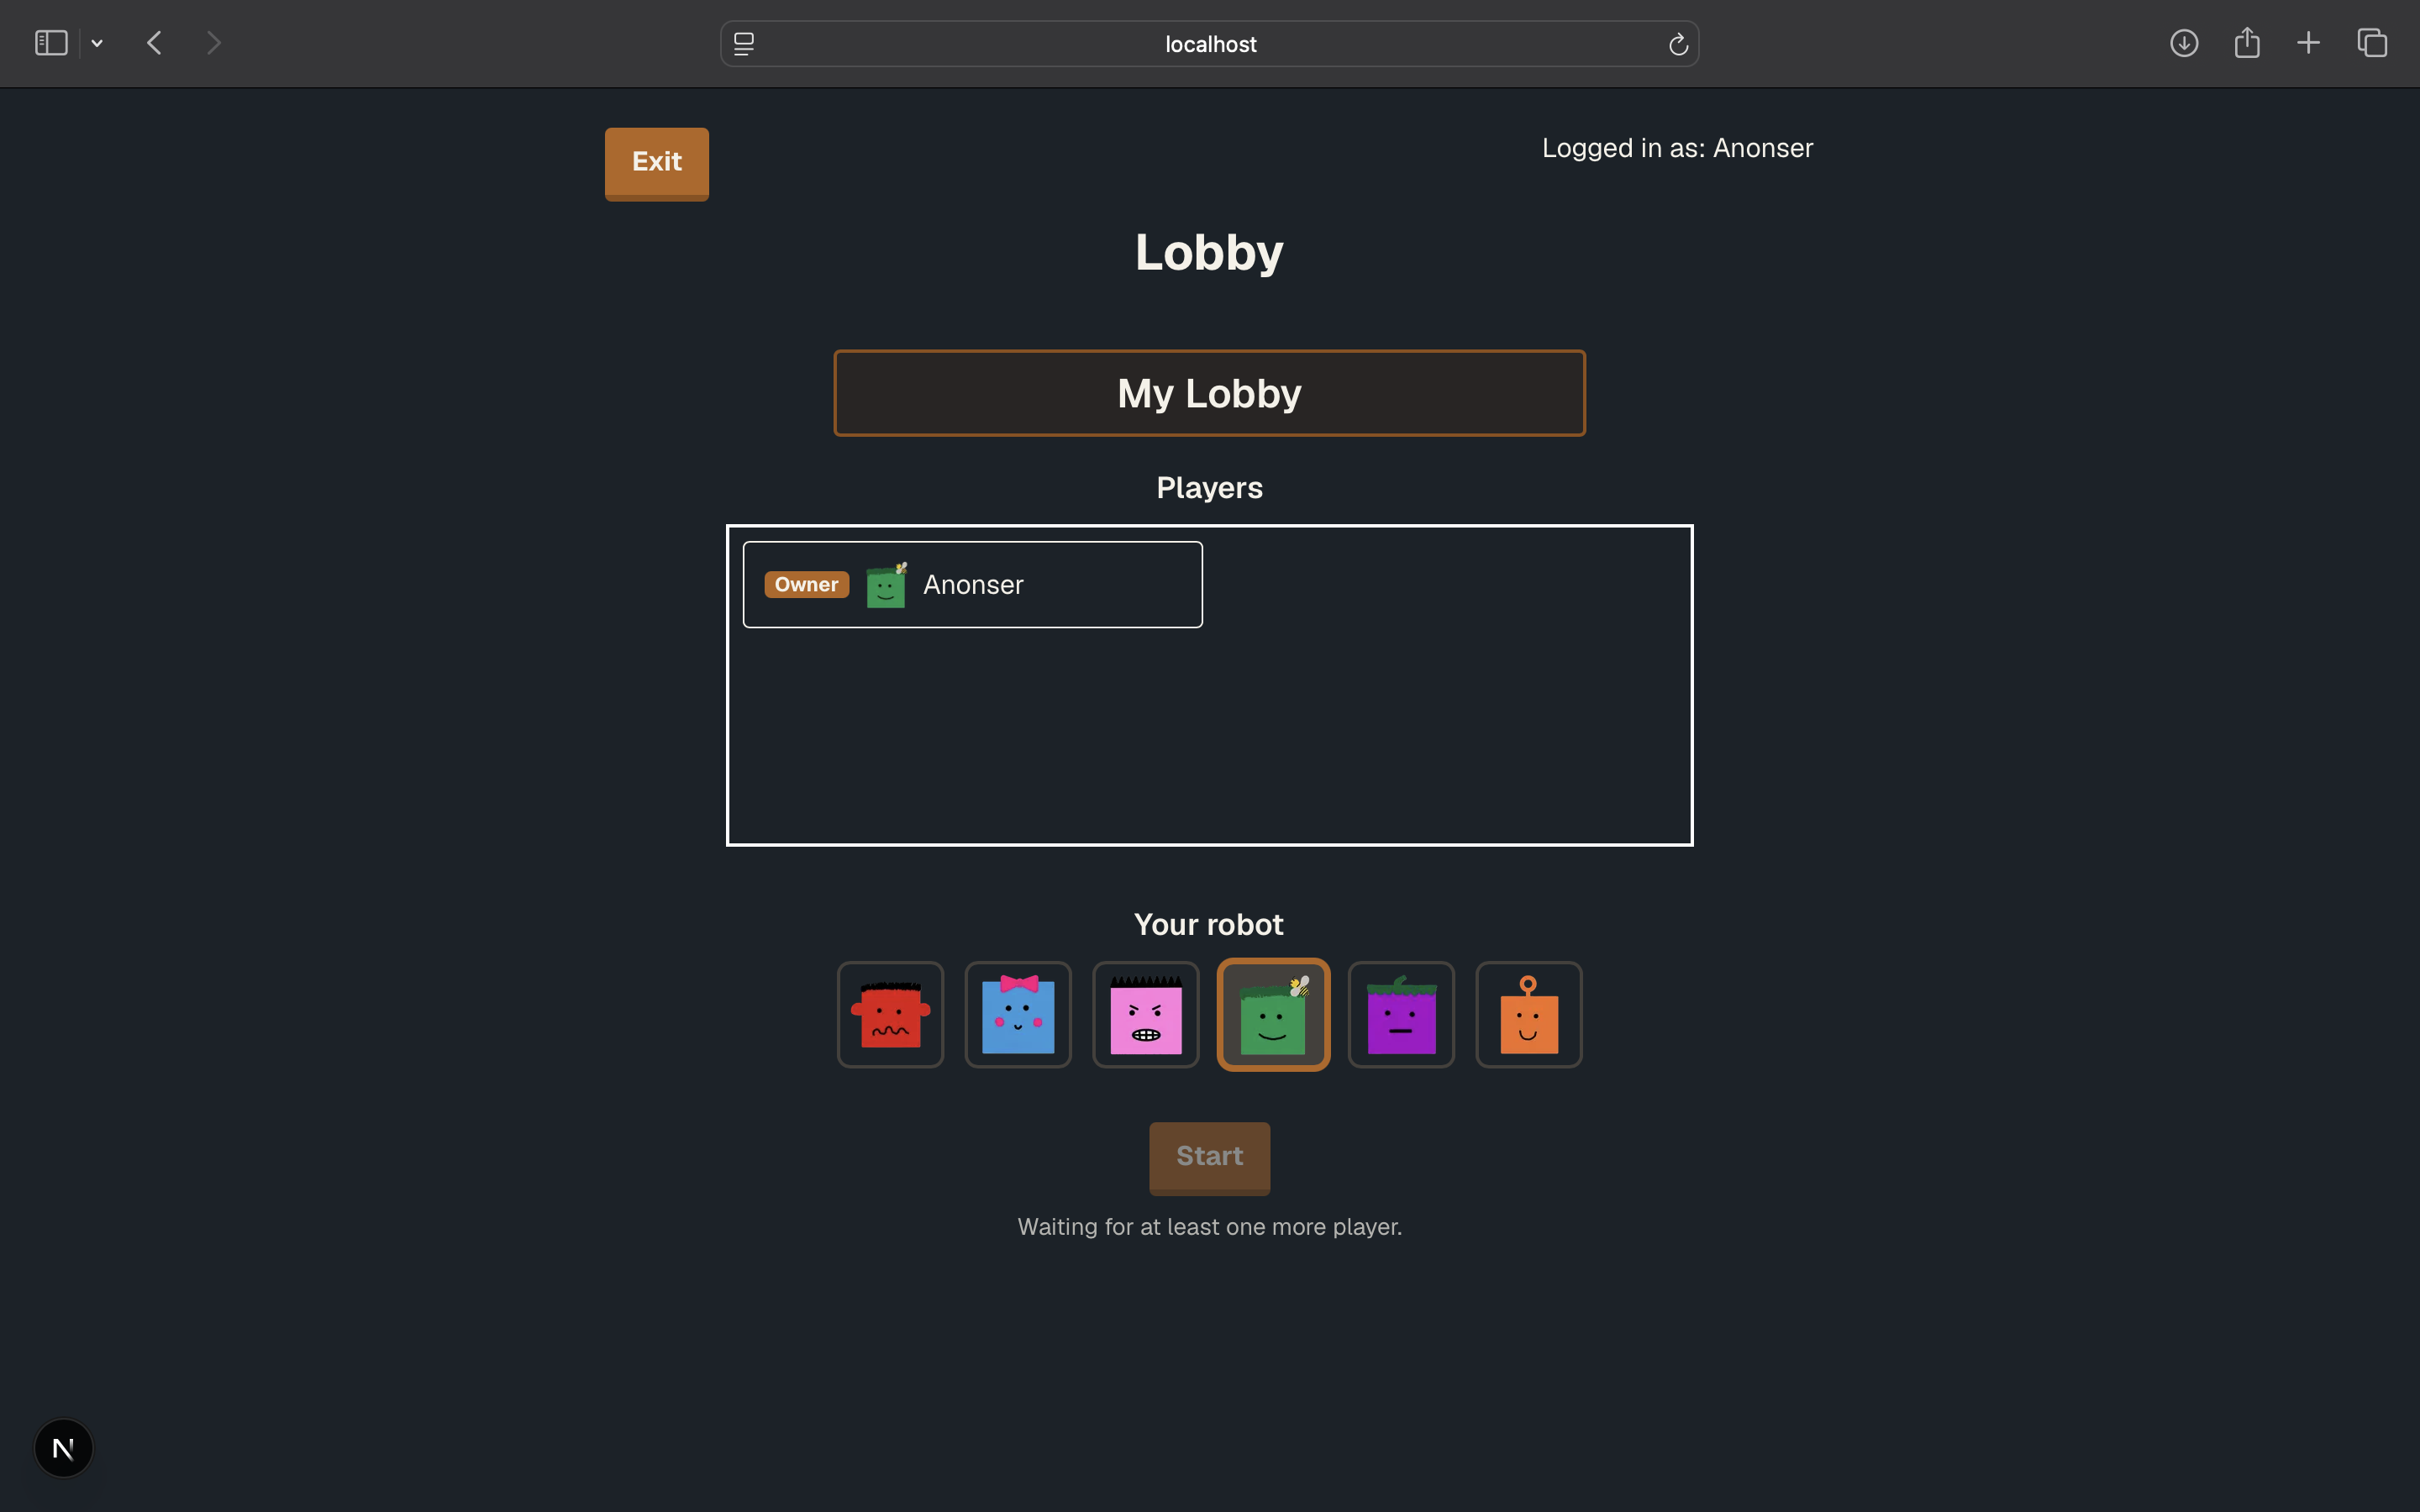 localhost
Exit
Logged in as: Anonser
Lobby
My Lobby
Players
Owner Anonser
Your robot
Start
Waiting for at least one more player.
N